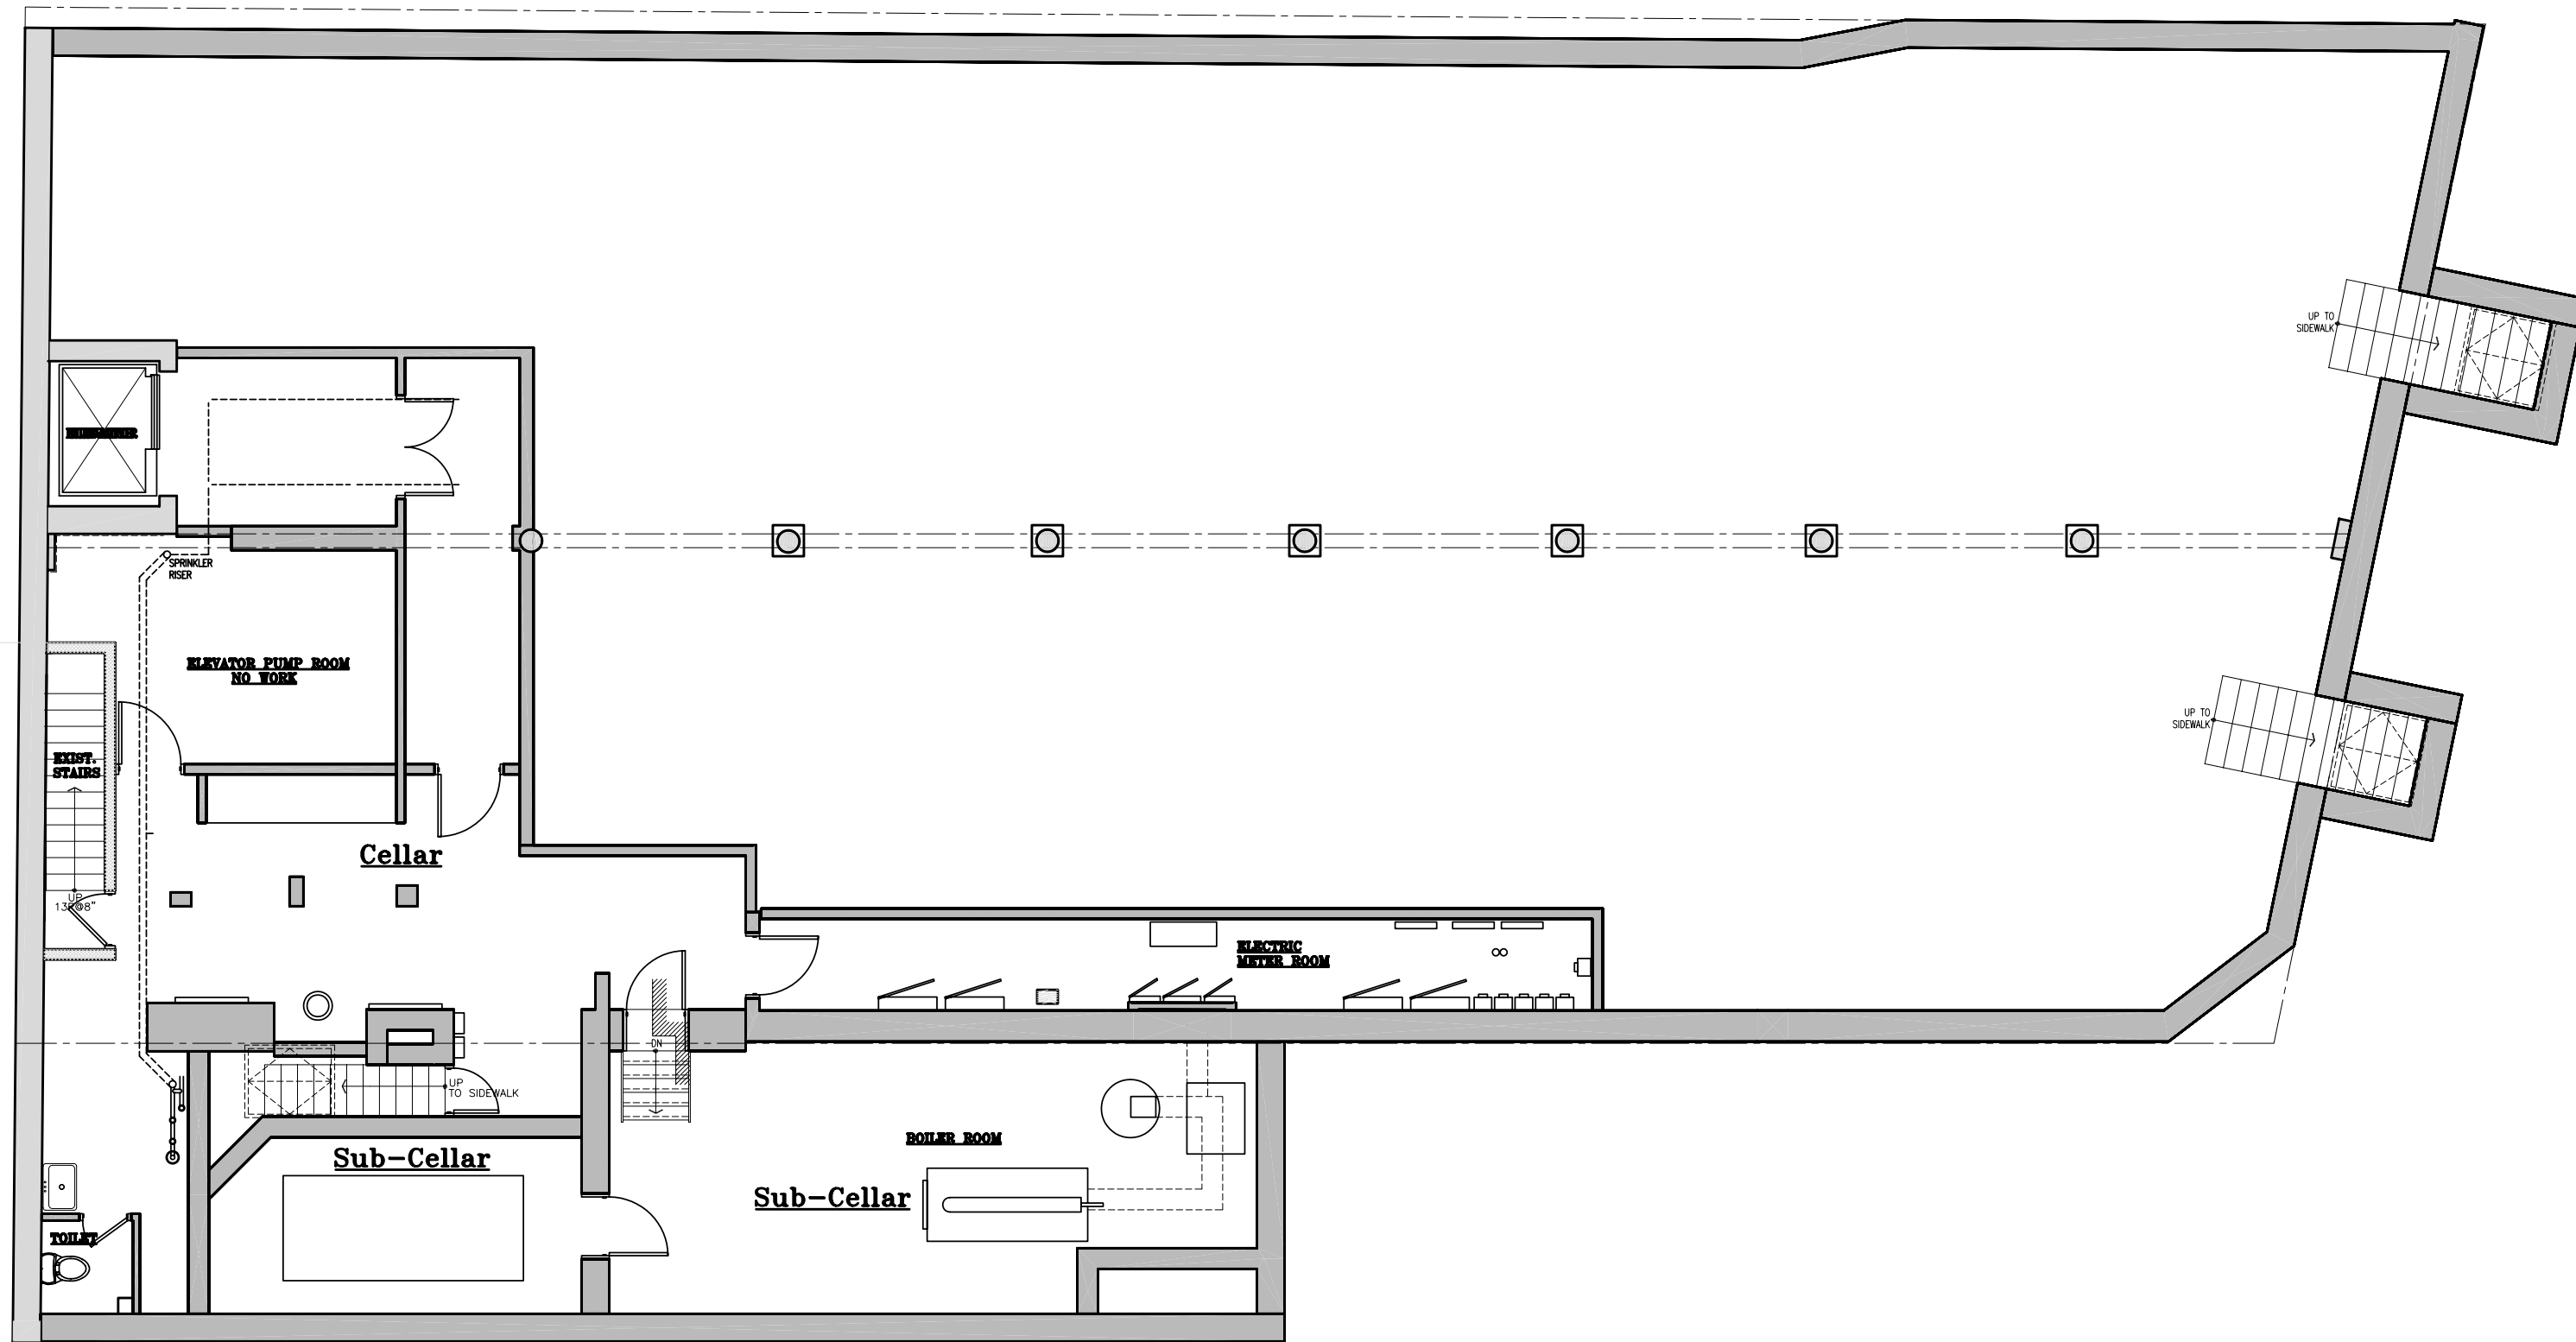 UP TO
SIDEWALK
SPRINKLER
RISER
ELEVATOR PUMP ROOM
NO WORK
UP TO
SIDEWALK
EXIST.
STAIRS
Cellar
UP
13R@8"
ELECTRIC
METER ROOM
DN
UP
TO SIDEWALK
BOILER ROOM
Sub-Cellar
Sub-Cellar
TOILET